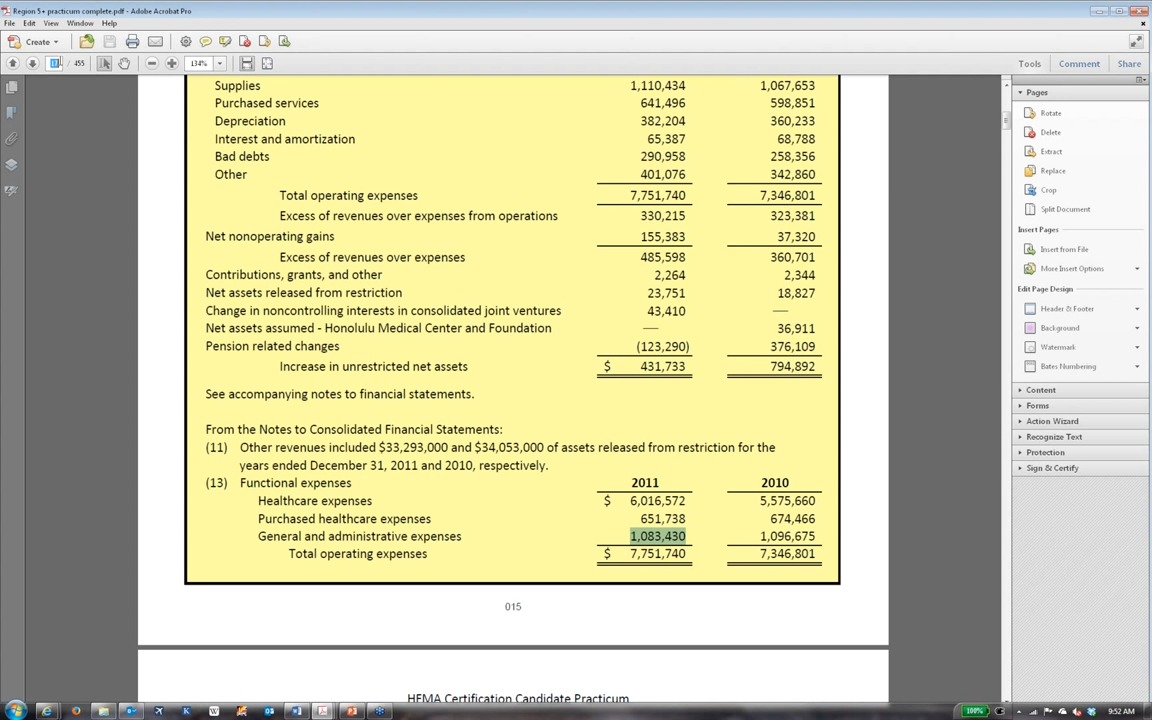 Region 5+ practicum complete.pdf - Adobe Acrobat Pro
File Edit View Window Help
Create
/ 455 134%
Tools Comment Share
Supplies 1,110,434 1,067,653
Purchased services 641,496 598,851
Depreciation 382,204 360,233
Interest and amortization 65,387 68,788
Bad debts 290,958 258,356
Other 401,076 342,860
Total operating expenses 7,751,740 7,346,801
Excess of revenues over expenses from operations 330,215 323,381
Net nonoperating gains 155,383 37,320
Excess of revenues over expenses 485,598 360,701
Contributions, grants, and other 2,264 2,344
Net assets released from restriction 23,751 18,827
Change in noncontrolling interests in consolidated joint ventures 43,410 —
Net assets assumed - Honolulu Medical Center and Foundation — 36,911
Pension related changes (123,290) 376,109
Increase in unrestricted net assets $ 431,733 794,892
See accompanying notes to financial statements.
From the Notes to Consolidated Financial Statements:
(11) Other revenues included $33,293,000 and $34,053,000 of assets released from restriction for the
years ended December 31, 2011 and 2010, respectively.
(13) Functional expenses 2011 2010
Healthcare expenses $ 6,016,572 5,575,660
Purchased healthcare expenses 651,738 674,466
General and administrative expenses 1,083,430 1,096,675
Total operating expenses $ 7,751,740 7,346,801
015
HEMA Certification Candidate Practicum
Pages
Rotate
Delete
Extract
Replace
Crop
Split Document
Insert Pages
Insert from File
More Insert Options
Edit Page Design
Header & Footer
Background
Watermark
Bates Numbering
Content
Forms
Action Wizard
Recognize Text
Protection
Sign & Certify
100% 9:52 AM